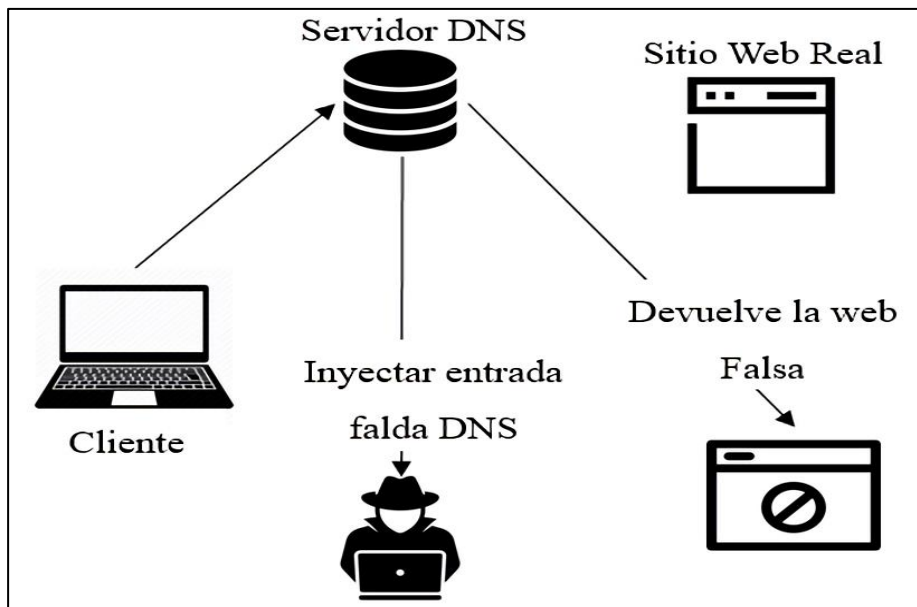 Servidor DNS
Sitio Web Real
Devuelve la web
Falsa
Inyectar entrada
falda DNS
Cliente